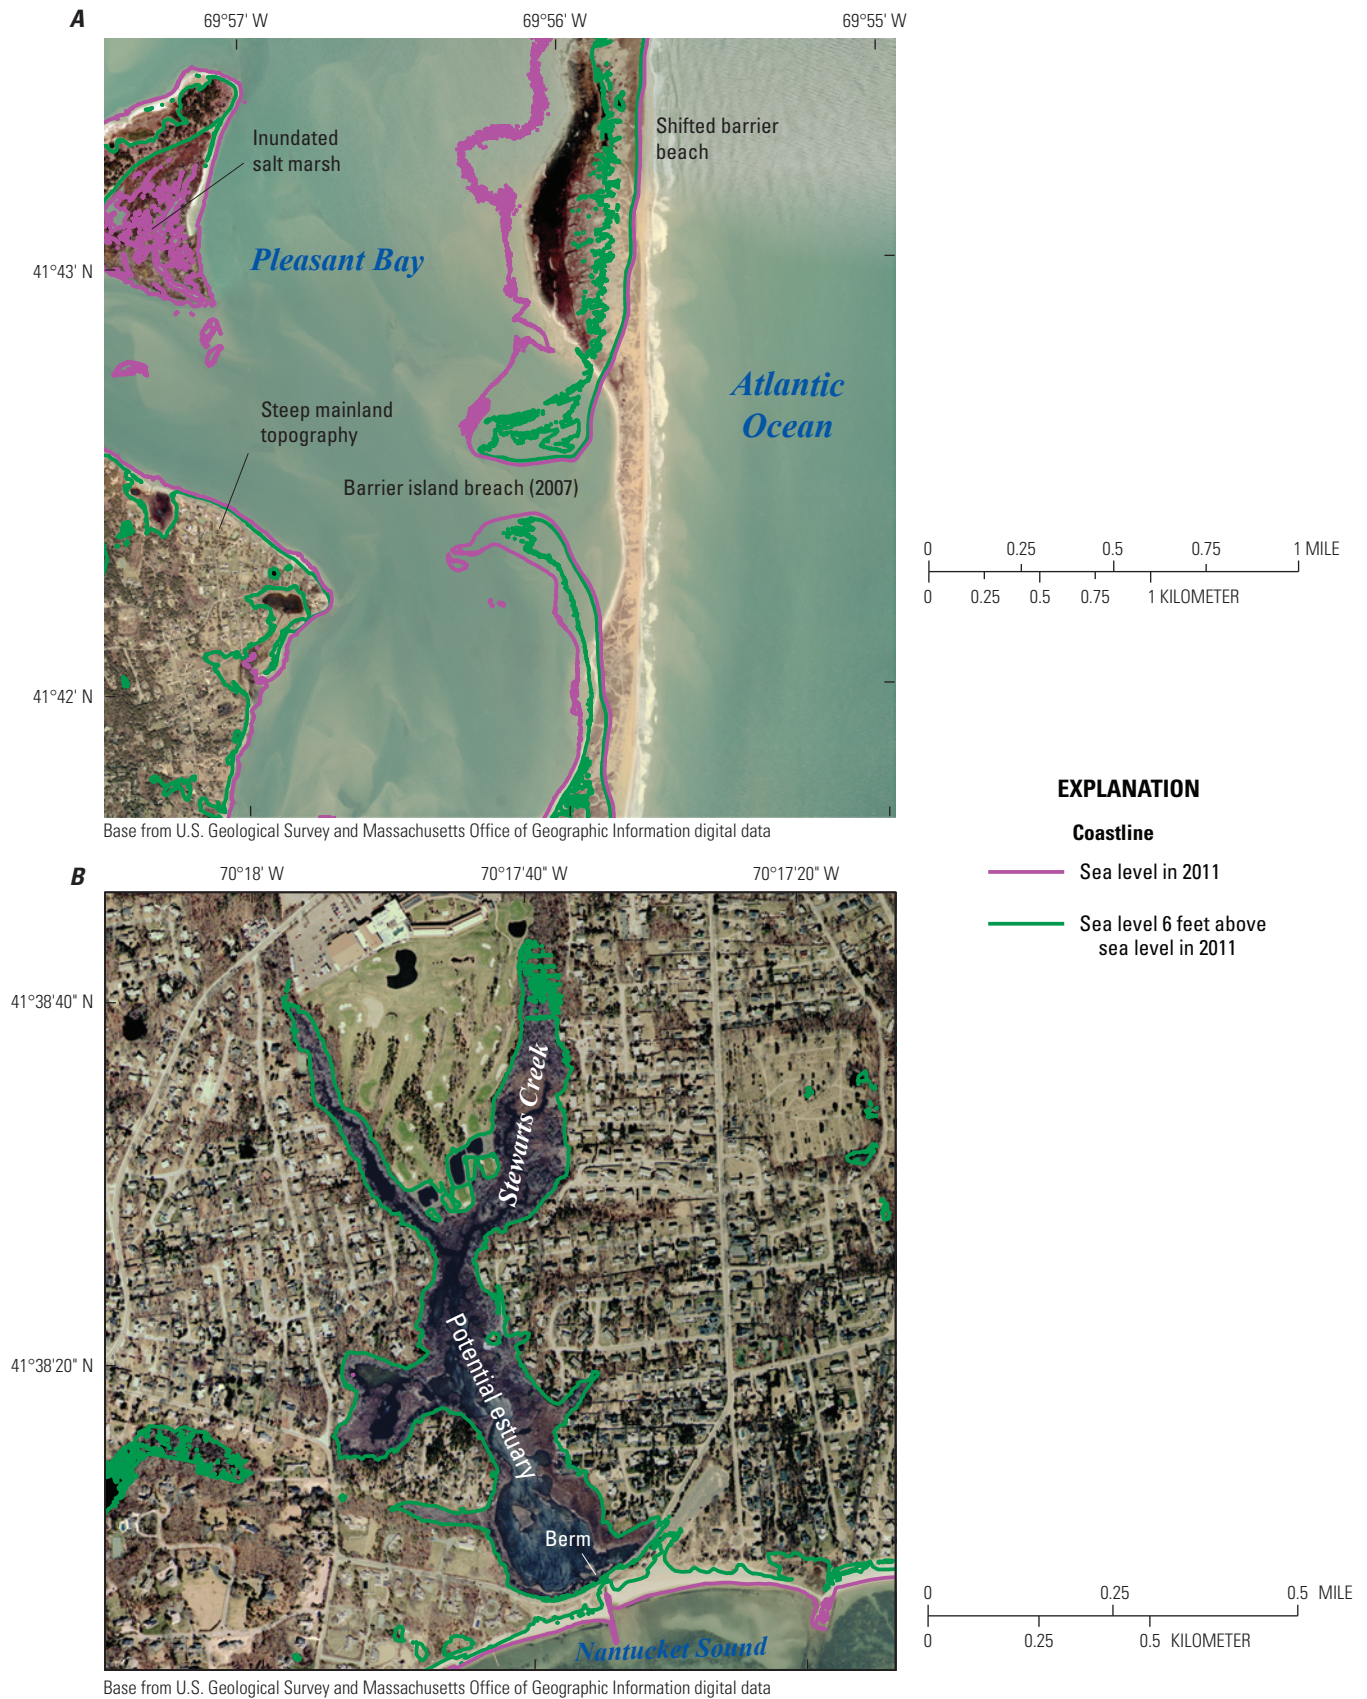 A
69°57' W
69°56' W
69°55' W
Inundated
salt marsh
Shifted barrier
beach
41°43' N
Pleasant Bay
Atlantic
Ocean
Steep mainland
topography
Barrier island breach (2007)
41°42' N
0 0.25 0.5 0.75 1 MILE
0 0.25 0.5 0.75 1 KILOMETER
Base from U.S. Geological Survey and Massachusetts Office of Geographic Information digital data
EXPLANATION
Coastline
Sea level in 2011
Sea level 6 feet above
sea level in 2011
B
70°18' W
70°17'40" W
70°17'20" W
41°38'40" N
Stewarts Creek
41°38'20" N
Potential estuary
Berm
Nantucket Sound
0 0.25 0.5 MILE
0 0.25 0.5 KILOMETER
Base from U.S. Geological Survey and Massachusetts Office of Geographic Information digital data